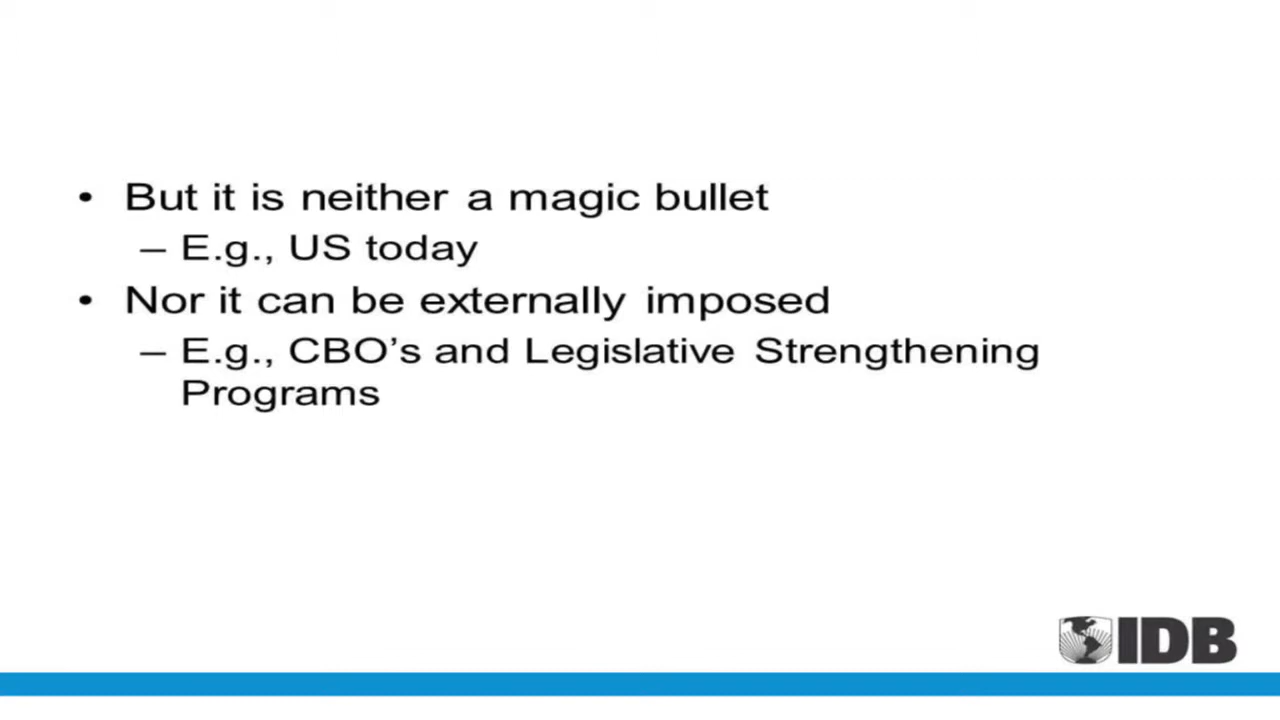 • But it is neither a magic bullet
– E.g., US today
• Nor it can be externally imposed
– E.g., CBO’s and Legislative Strengthening
Programs
IDB